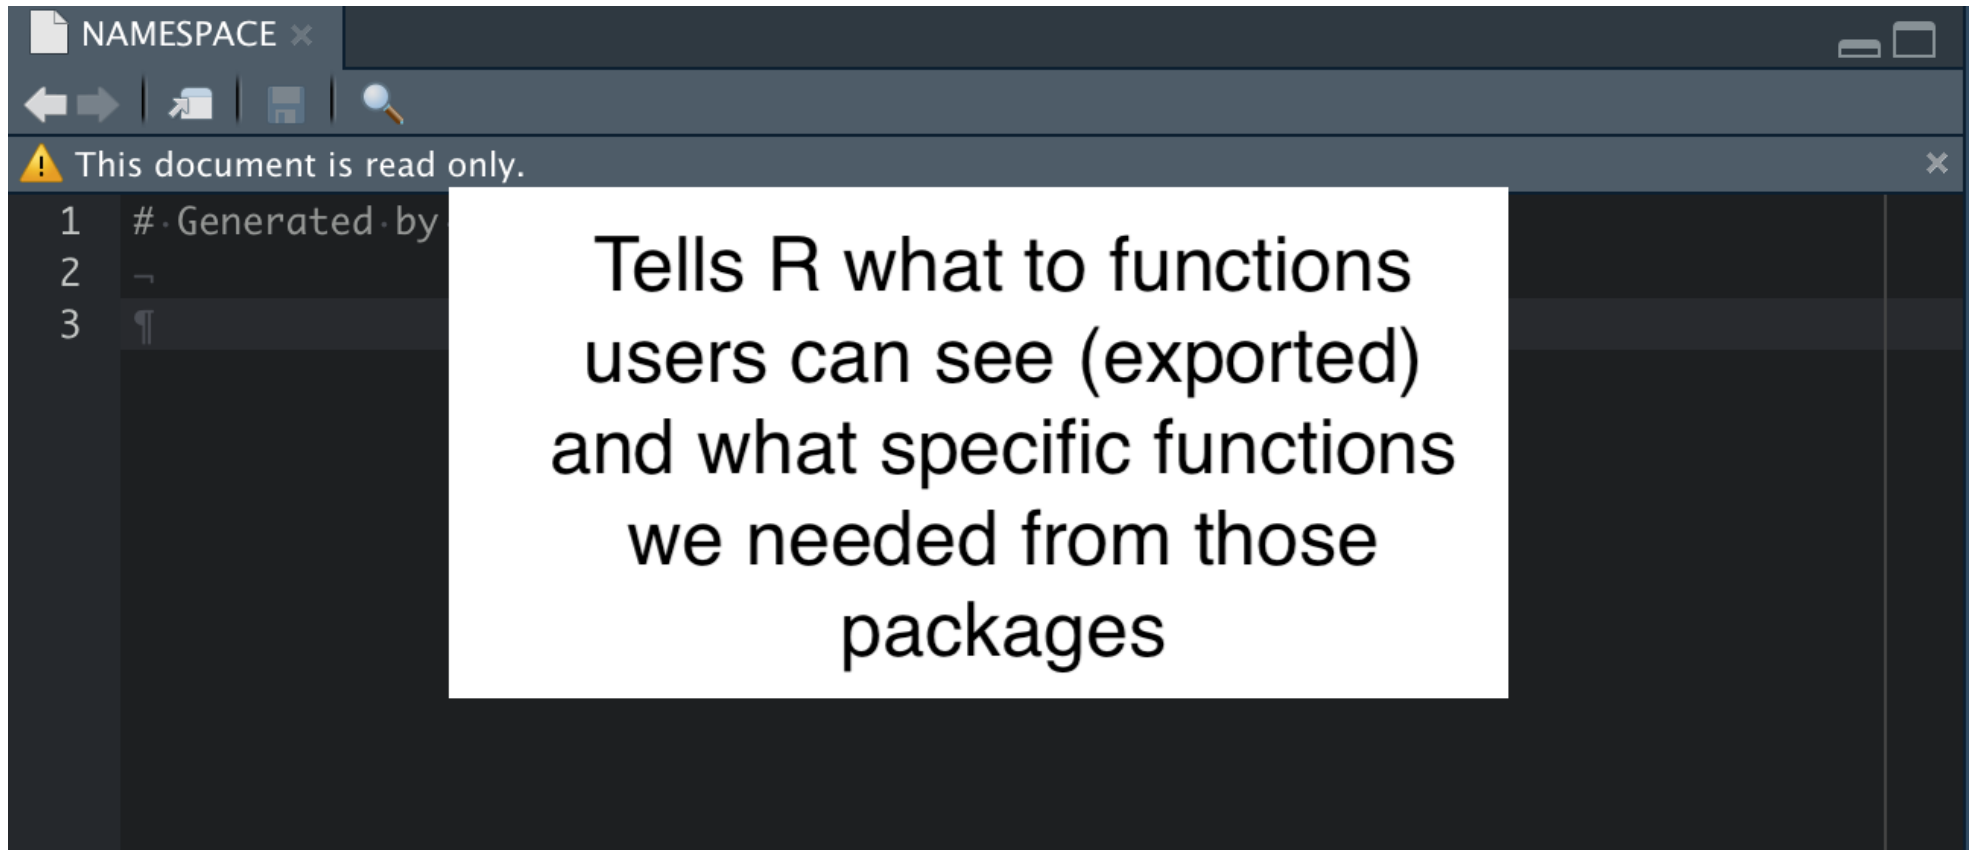 NAMESPACE
This document is read only.
1 # Generated by
2
3
Tells R what to functions
users can see (exported)
and what specific functions
we needed from those
packages